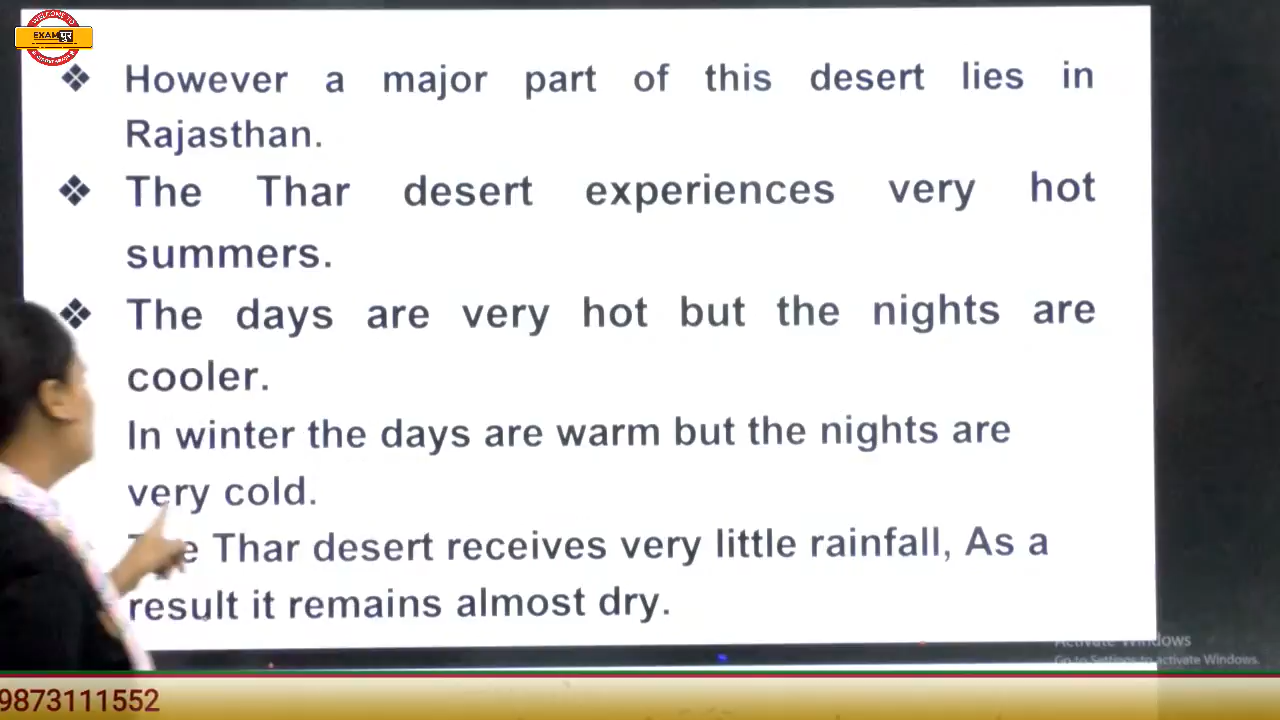 WELCOME TO
EXAMपुर
However a major part of this desert lies in
Rajasthan.
The Thar desert experiences very hot
summers.
The days are very hot but the nights are
cooler.
In winter the days are warm but the nights are
very cold.
Thar desert receives very little rainfall, As a
result it remains almost dry.
Activate Windows
Go to Settings to activate Windows.
9873111552